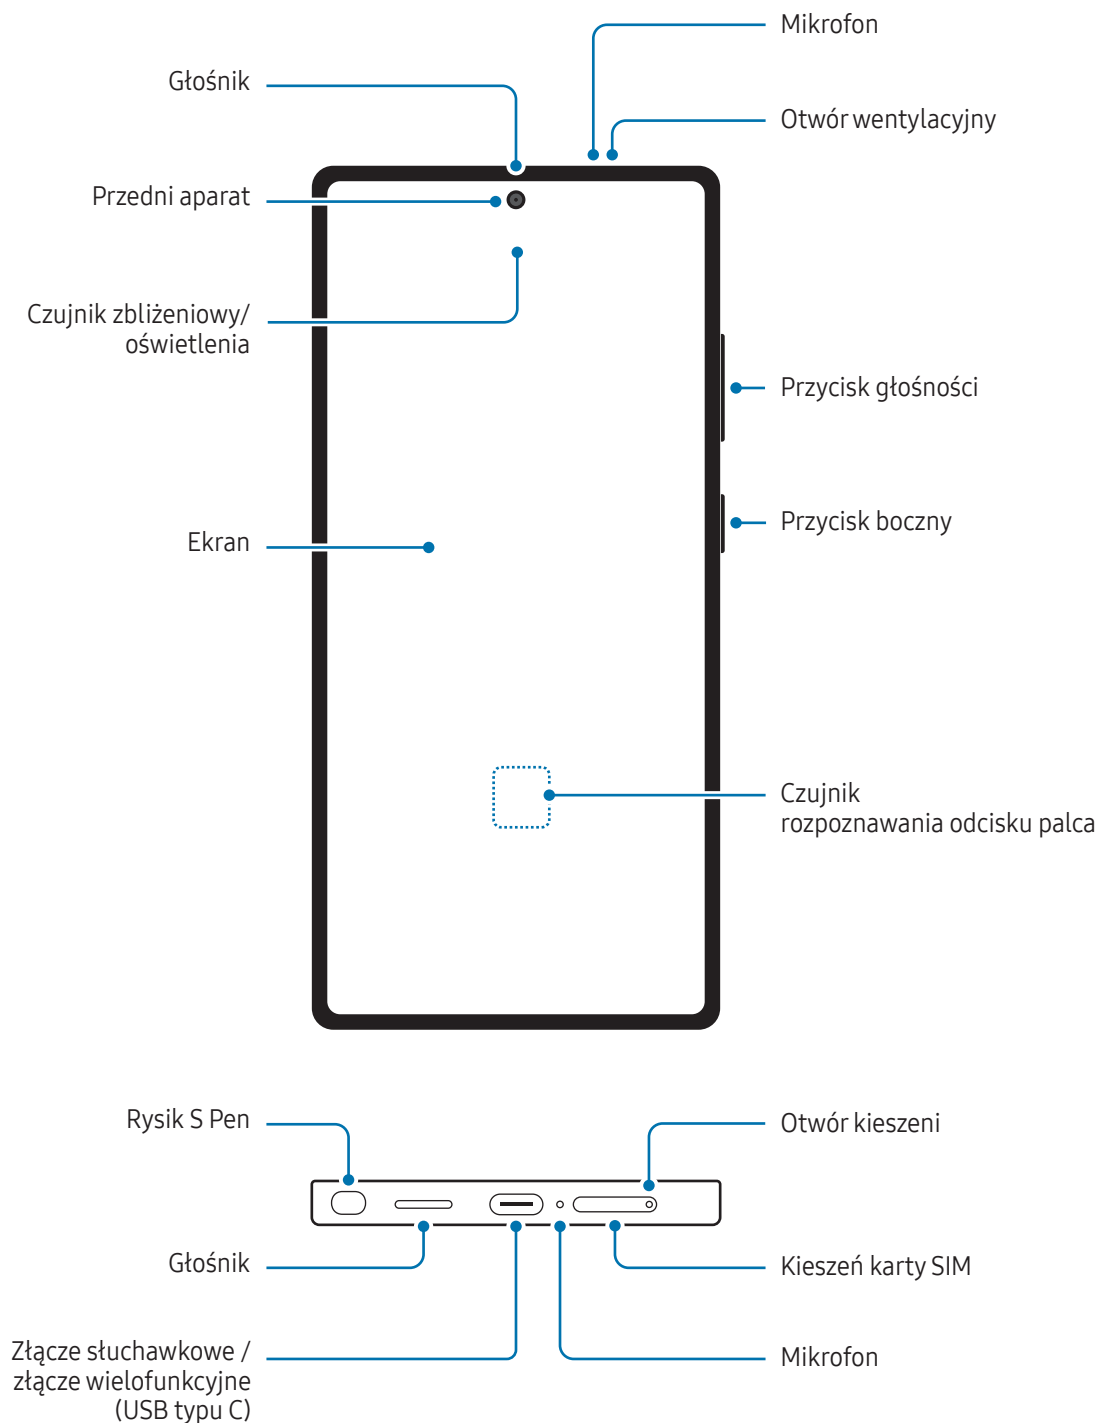 Mikrofon
Głośnik
Otwór wentylacyjny
Przedni aparat
Czujnik zbliżeniowy/
oświetlenia
Przycisk głośności
Przycisk boczny
Ekran
Czujnik
rozpoznawania odcisku palca
Rysik S Pen
Otwór kieszeni
Głośnik
Kieszeń karty SIM
Złącze słuchawkowe /
złącze wielofunkcyjne
(USB typu C)
Mikrofon